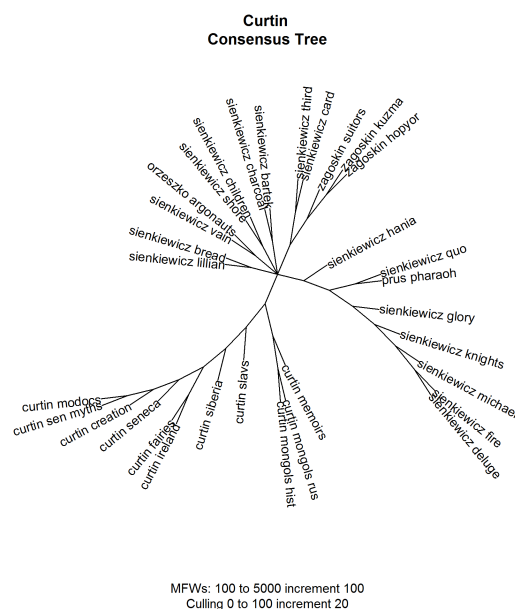 Curtin
Consensus Tree
sienkiewicz third
sienkiewicz card
zagoskin suitors
zagoskin kuzma
zagoskin hopyor
sienkiewicz bartek
sienkiewicz charcoal
sienkiewicz children
sienkiewicz shore
orzeszko argonauts
sienkiewicz vain
sienkiewicz bread
sienkiewicz lillian
sienkiewicz hania
sienkiewicz quo
prus pharaoh
sienkiewicz glory
sienkiewicz knights
sienkiewicz michael
sienkiewicz fire
sienkiewicz deluge
curtin modocs
curtin sen myths
curtin creation
curtin seneca
curtin fairies
curtin ireland
curtin siberia
curtin slavs
curtin memoirs
curtin mongols rus
curtin mongols hist
MFWs: 100 to 5000 increment 100
Culling 0 to 100 increment 20